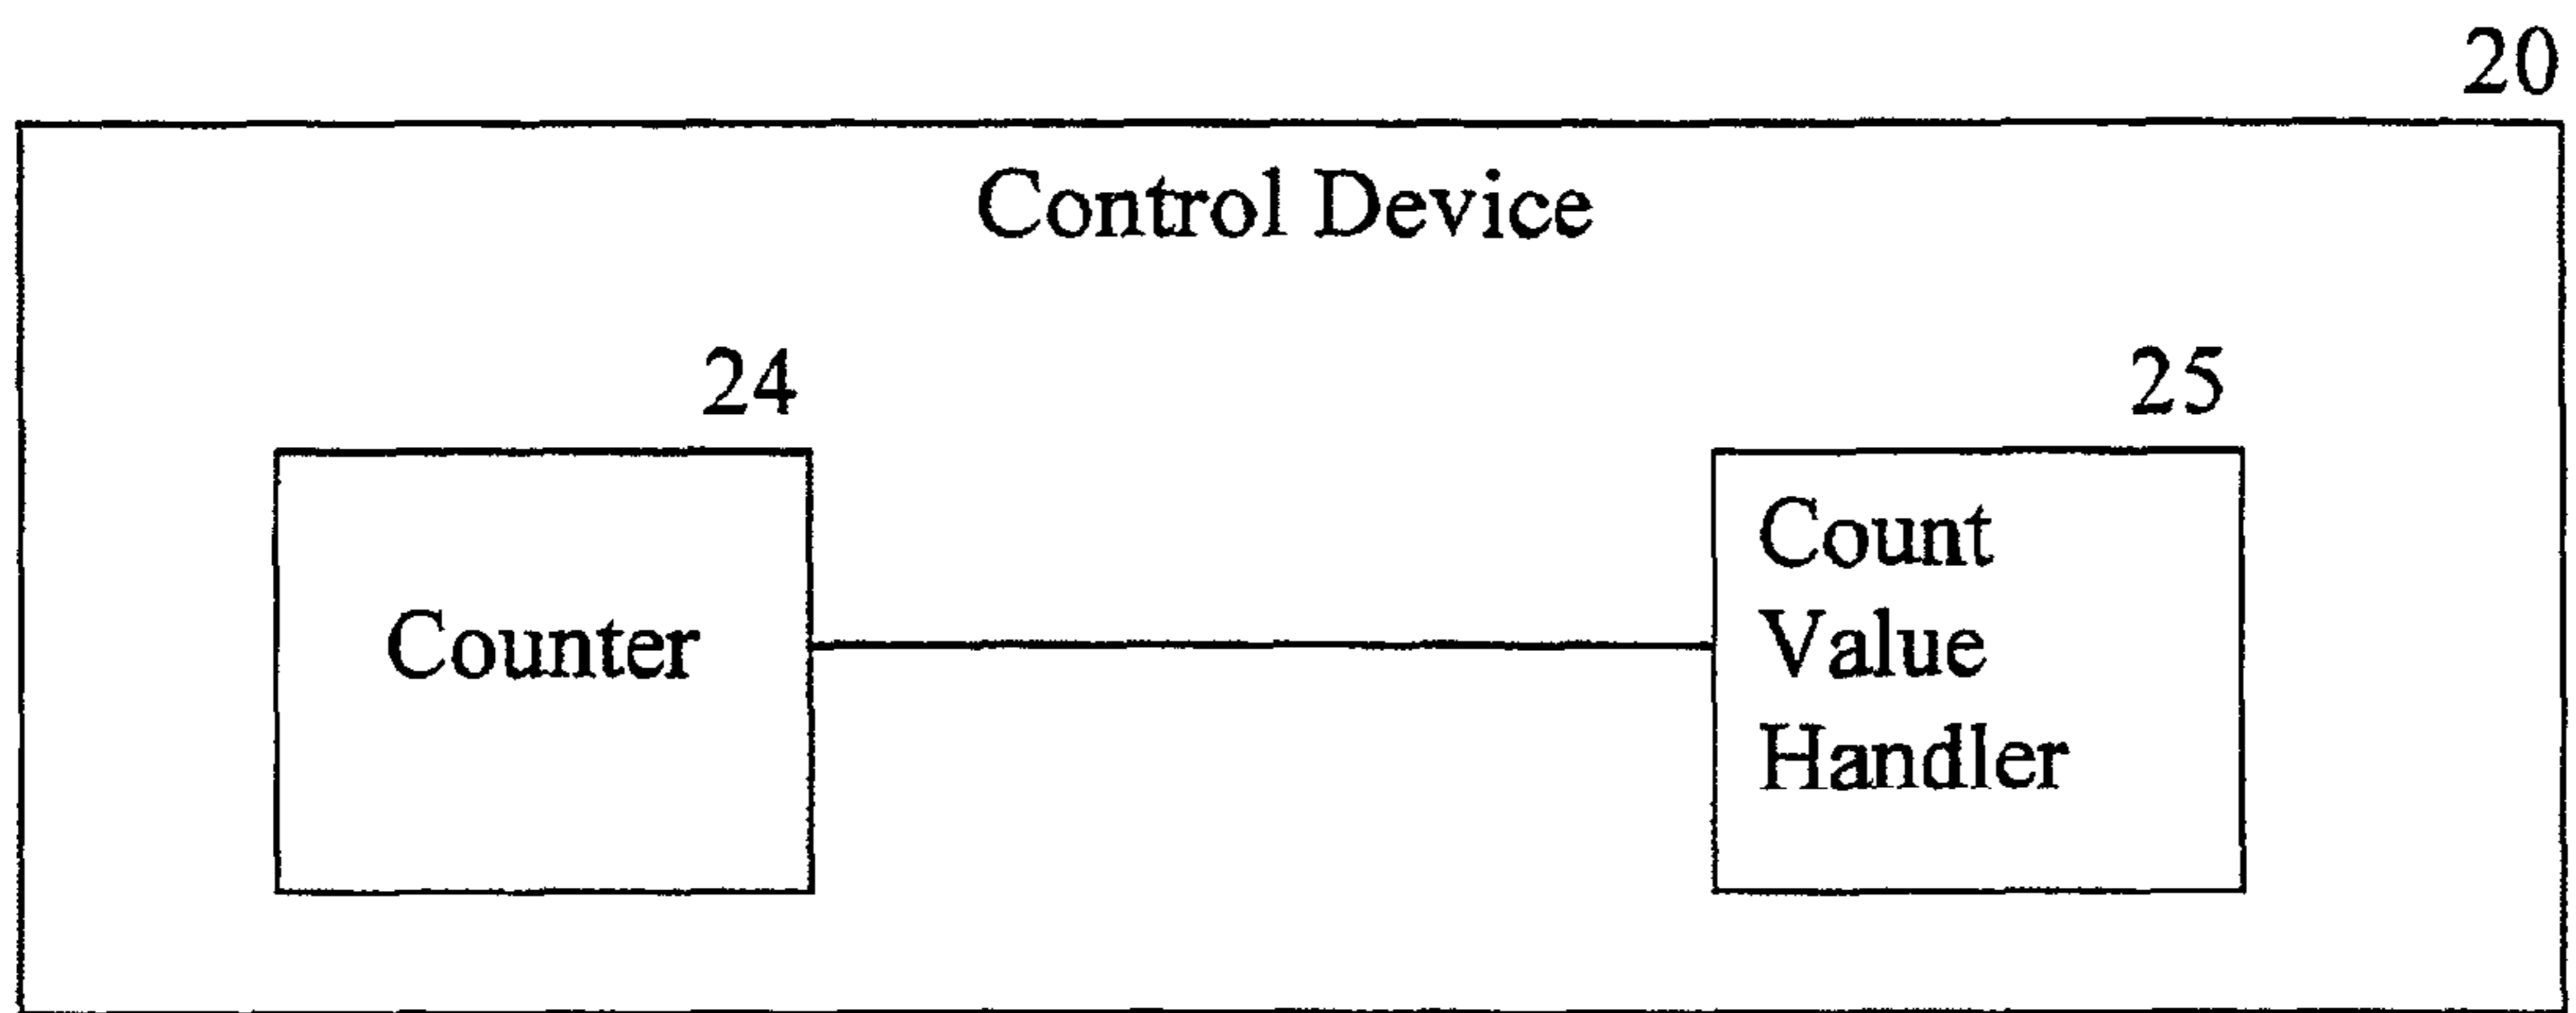 20
Control Device
24
25
Counter
Count
Value
Handler